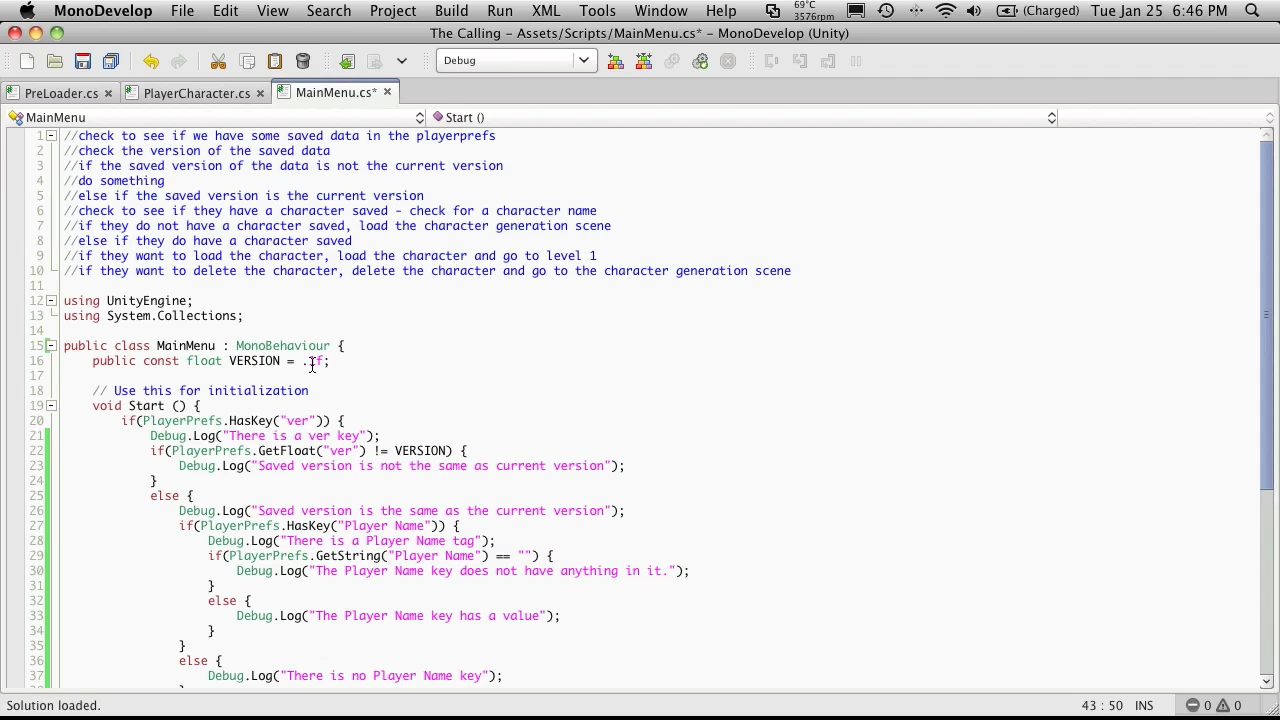 MonoDevelop File Edit View Search Project Build Run XML Tools Window Help 69°C 3576rpm (Charged) Tue Jan 25 6:46 PM
The Calling - Assets/Scripts/MainMenu.cs* - MonoDevelop (Unity)
Debug
PreLoader.cs PlayerCharacter.cs MainMenu.cs*
MainMenu Start ()
1 //check to see if we have some saved data in the playerprefs
2 //check the version of the saved data
3 //if the saved version of the data is not the current version
4 //do something
5 //else if the saved version is the current version
6 //check to see if they have a character saved - check for a character name
7 //if they do not have a character saved, load the character generation scene
8 //else if they do have a character saved
9 //if they want to load the character, load the character and go to level 1
10 //if they want to delete the character, delete the character and go to the character generation scene
11
12 using UnityEngine;
13 using System.Collections;
14
15 public class MainMenu : MonoBehaviour {
16 public const float VERSION =
17
18 // Use this for initialization
19 void Start () {
20 if(PlayerPrefs.HasKey("ver")) {
21 Debug.Log("There is a ver key");
22 if(PlayerPrefs.GetFloat("ver") != VERSION) {
23 Debug.Log("Saved version is not the same as current version");
24 }
25 else {
26 Debug.Log("Saved version is the same as the current version");
27 if(PlayerPrefs.HasKey("Player Name")) {
28 Debug.Log("There is a Player Name tag");
29 if(PlayerPrefs.GetString("Player Name") == "") {
30 Debug.Log("The Player Name key does not have anything in it.");
31 }
32 else {
33 Debug.Log("The Player Name key has a value");
34 }
35 }
36 else {
37 Debug.Log("There is no Player Name key");
Solution loaded. 43 : 50 INS 0 0